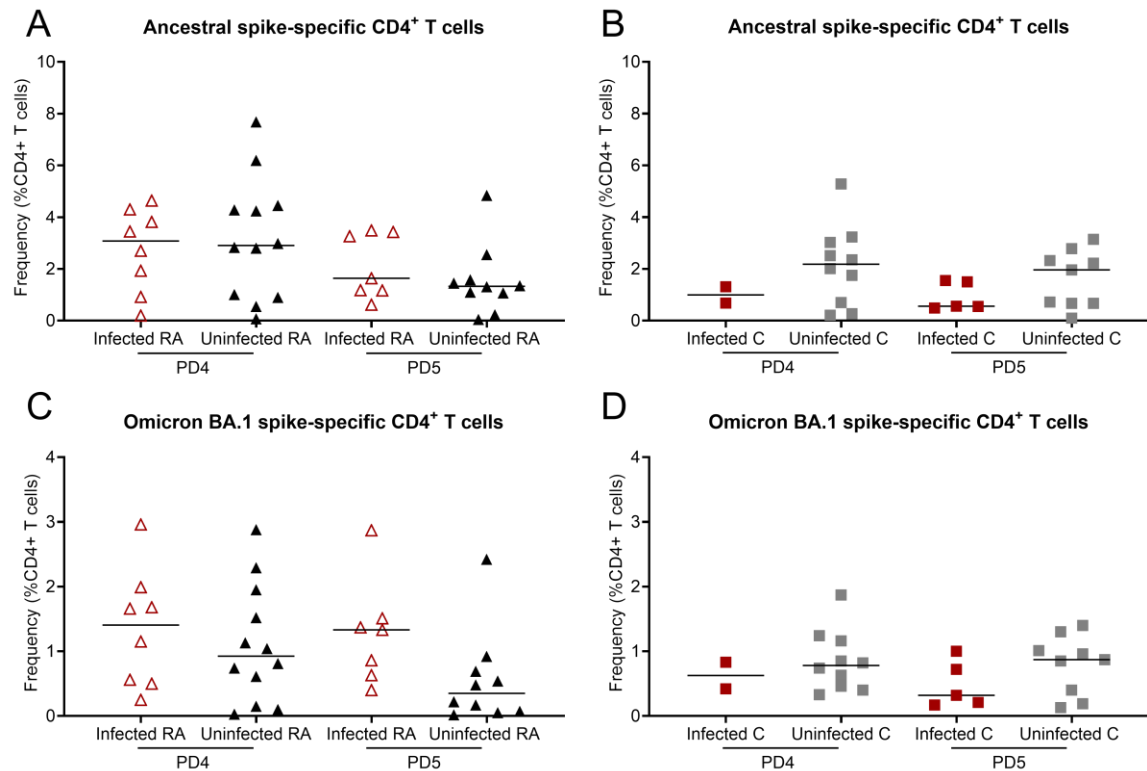 A
Ancestral spike-specific CD4⁺ T cells
Frequency (%CD4+ T cells)
10
8
6
4
2
0
Infected RA Uninfected RA Infected RA Uninfected RA
PD4 PD5
B
Ancestral spike-specific CD4⁺ T cells
Frequency (%CD4+ T cells)
10
8
6
4
2
0
Infected C Uninfected C Infected C Uninfected C
PD4 PD5
C
Omicron BA.1 spike-specific CD4⁺ T cells
Frequency (%CD4+ T cells)
4
3
2
1
0
Infected RA Uninfected RA Infected RA Uninfected RA
PD4 PD5
D
Omicron BA.1 spike-specific CD4⁺ T cells
Frequency (%CD4+ T cells)
4
3
2
1
0
Infected C Uninfected C Infected C Uninfected C
PD4 PD5